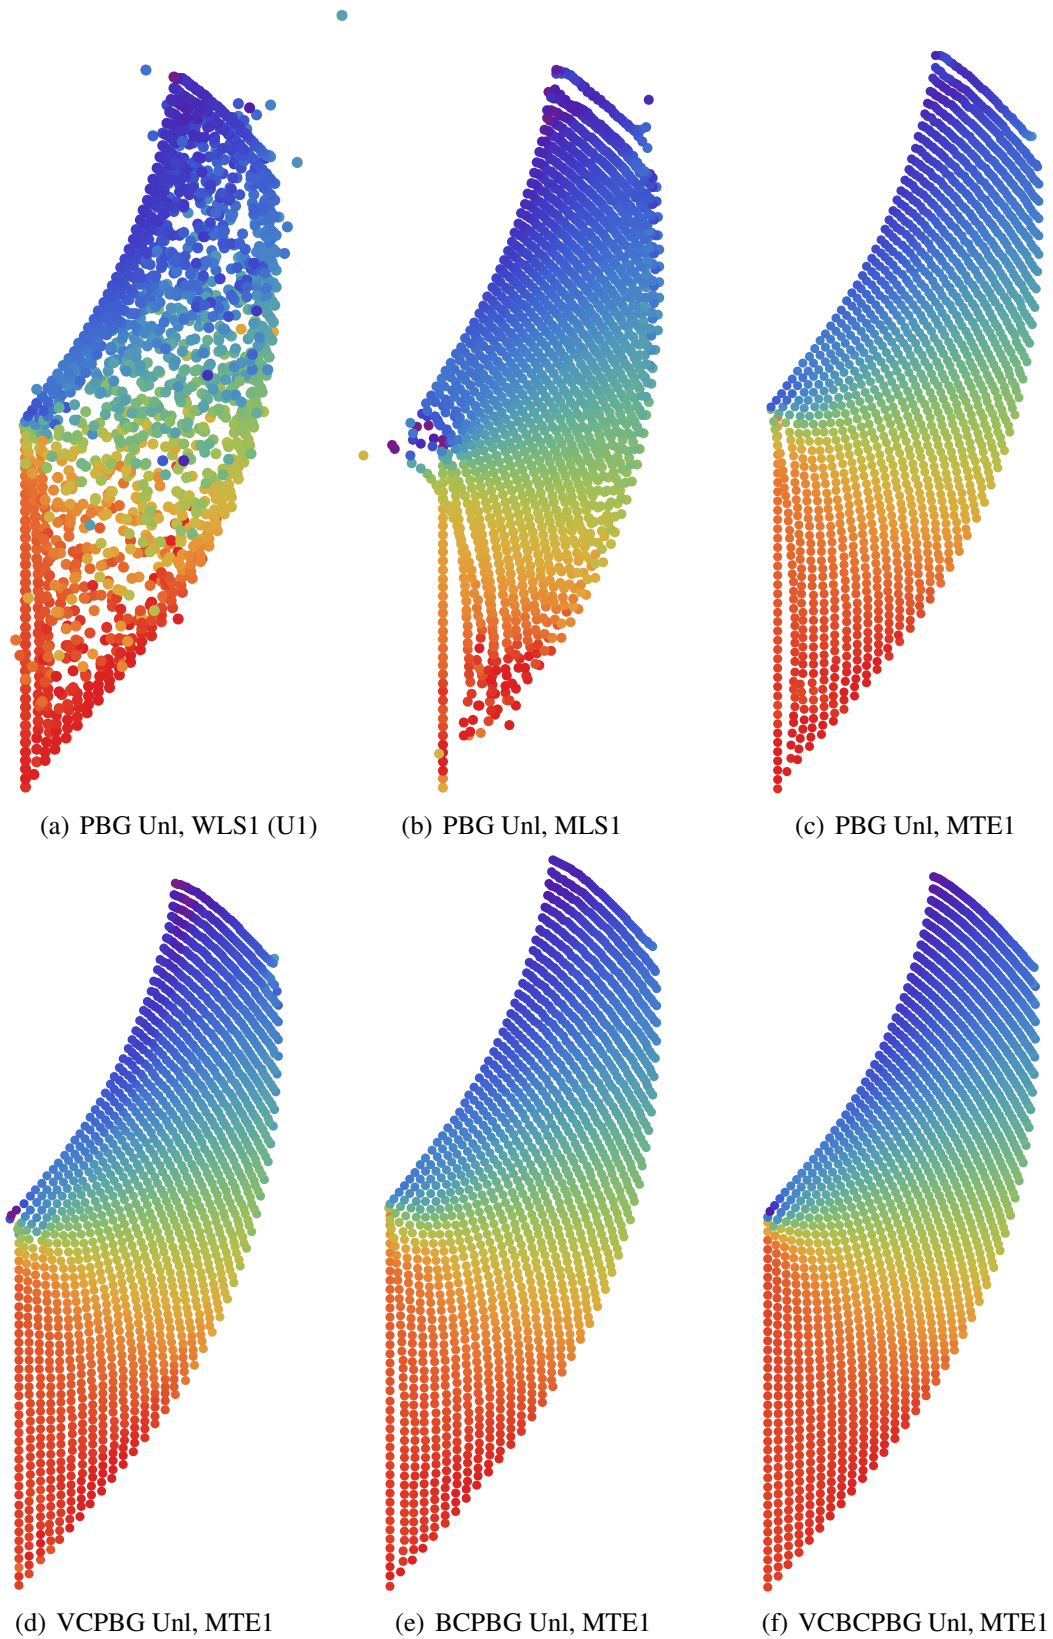 (a) PBG Unl, WLS1 (U1)
(b) PBG Unl, MLS1
(c) PBG Unl, MTE1
(d) VCPBG Unl, MTE1
(e) BCPBG Unl, MTE1
(f) VCBCPBG Unl, MTE1